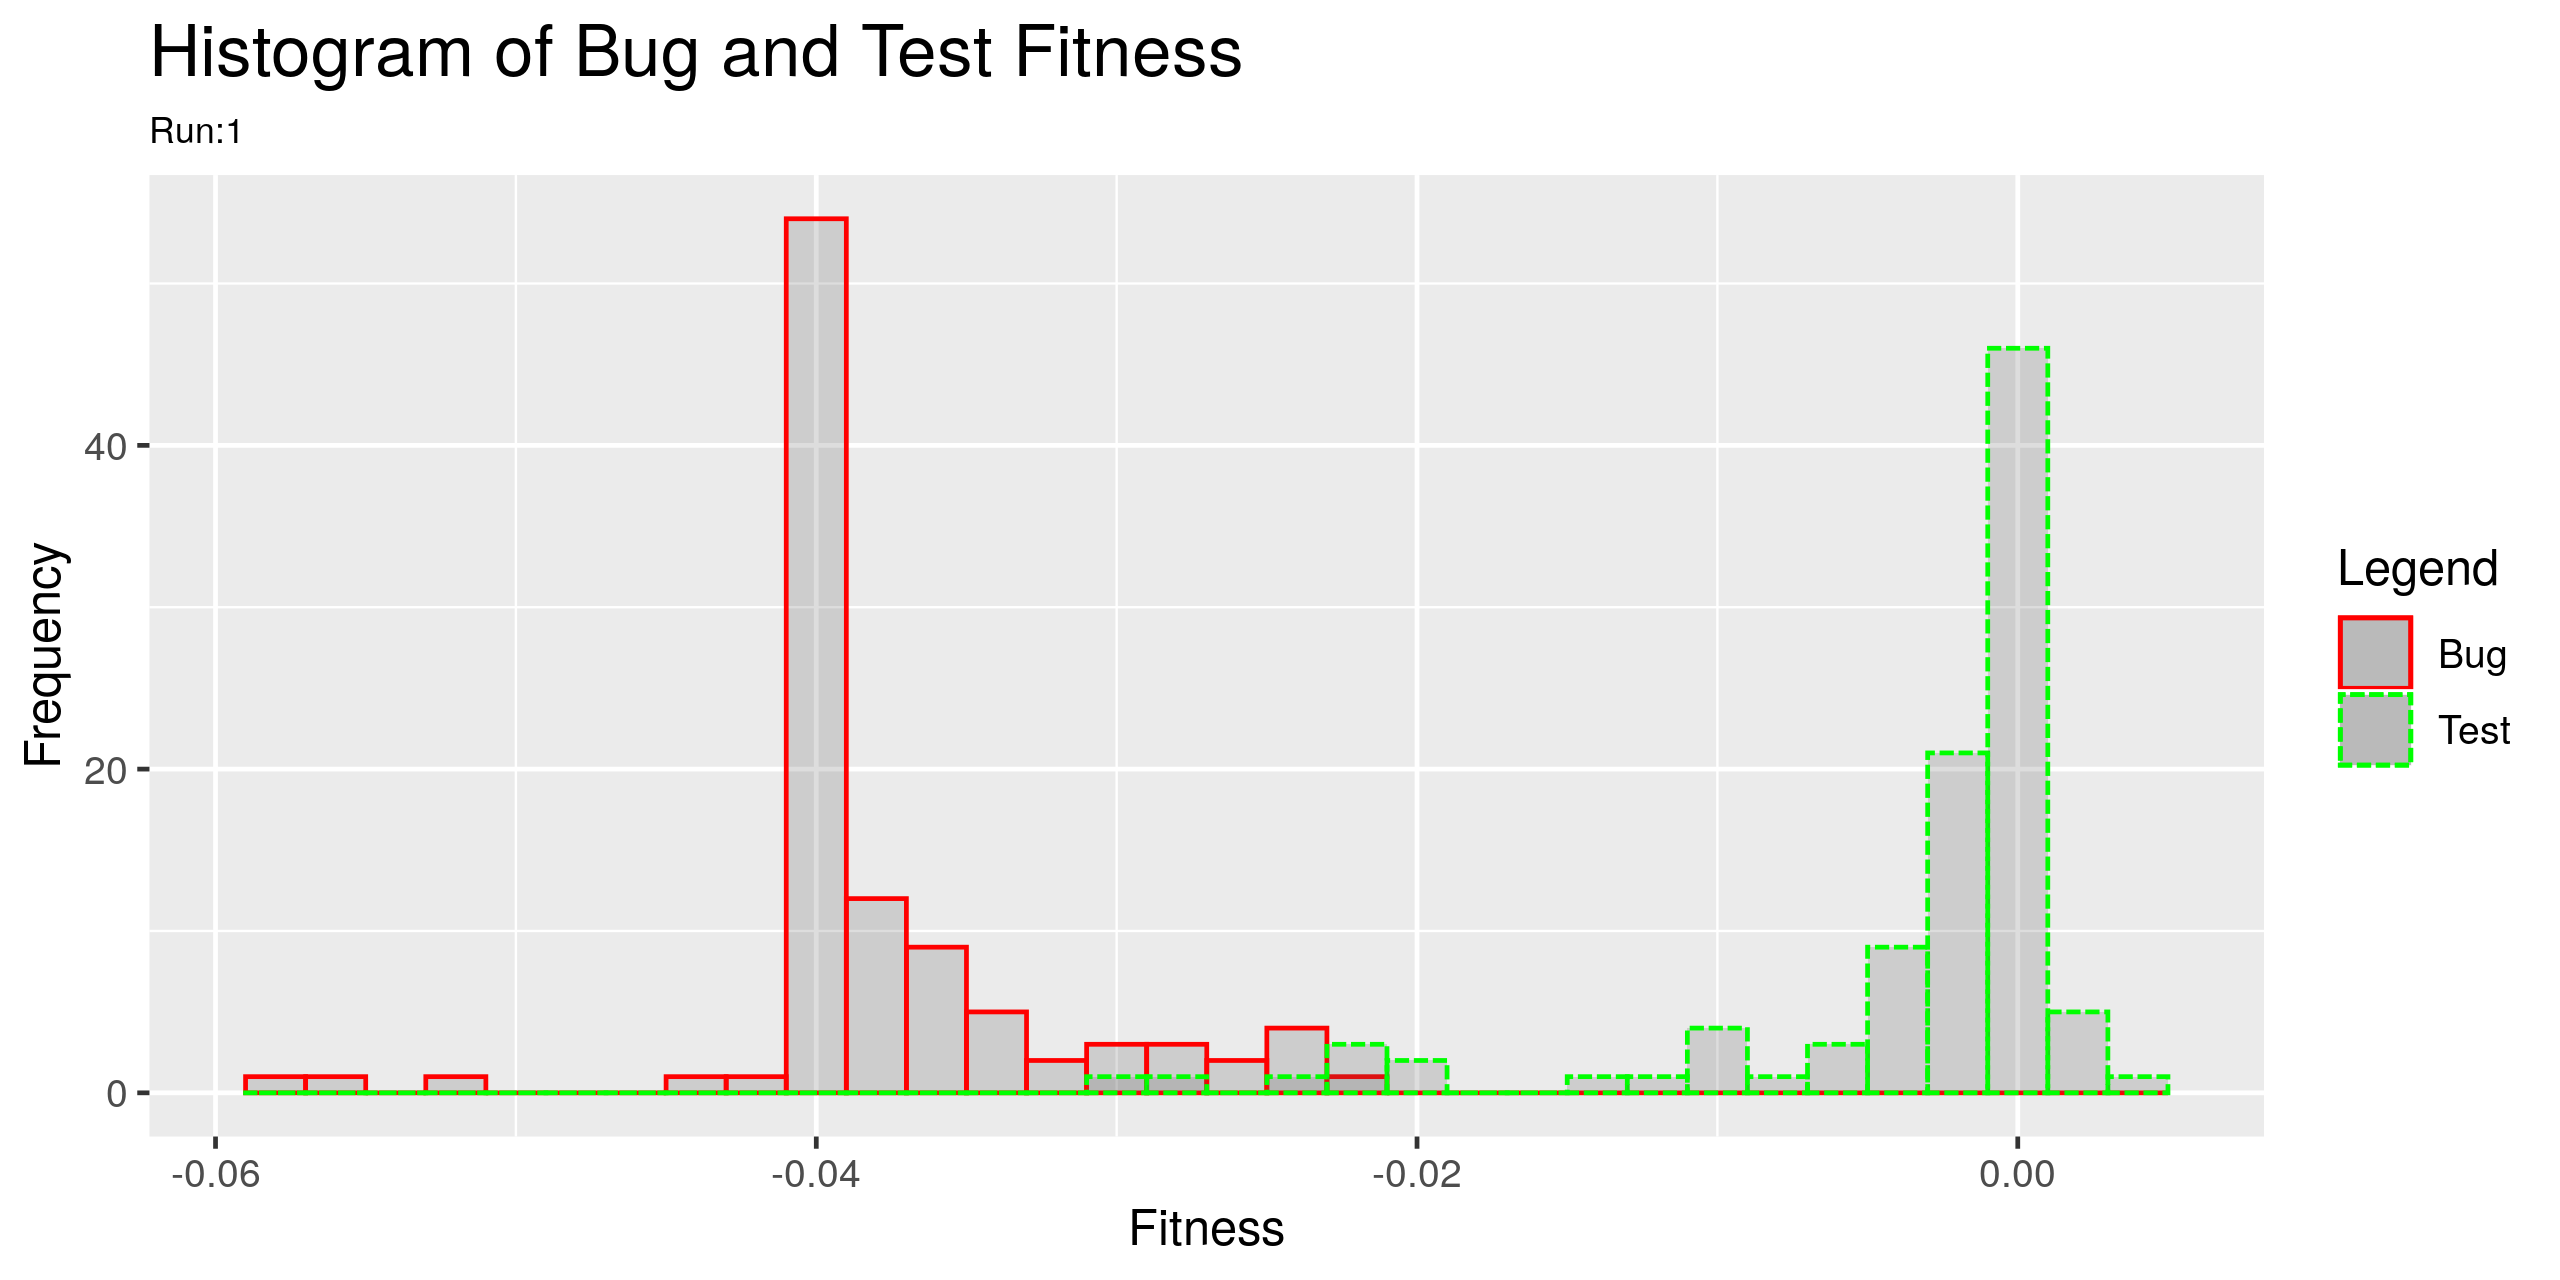 Histogram of Bug and Test Fitness
Run:1
Frequency
40
20
0
-0.06
-0.04
-0.02
0.00
Fitness
Legend
Bug
Test